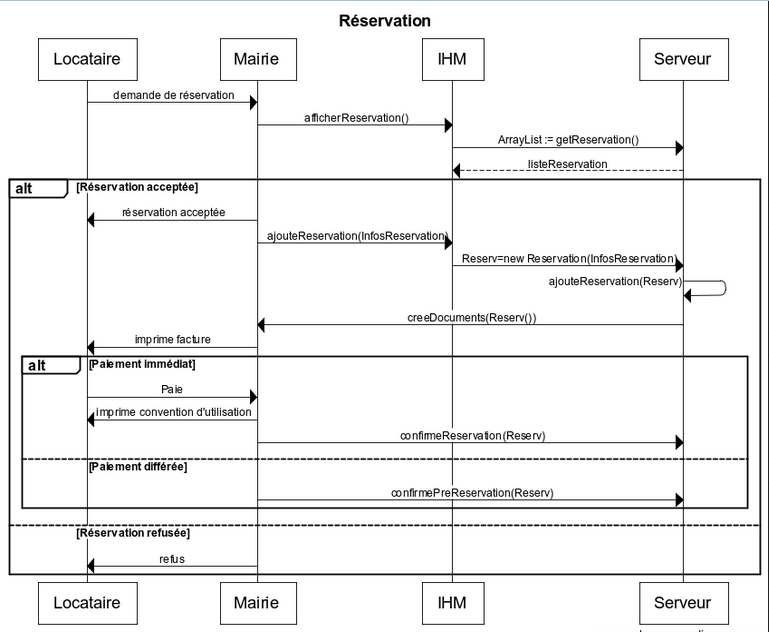 Réservation
Locataire
Mairie
IHM
Serveur
demande de réservation
afficherReservation()
ArrayList := getReservation()
listeReservation
alt
[Réservation acceptée]
réservation acceptée
ajouteReservation(InfosReservation)
Reserv=new Reservation(InfosReservation)
ajouteReservation(Reserv)
creeDocuments(Reserv())
imprime facture
alt
[Paiement immédiat]
Paie
imprime convention d'utilisation
confirmeReservation(Reserv)
[Paiement différée]
confirmePreReservation(Reserv)
[Réservation refusée]
refus
Locataire
Mairie
IHM
Serveur